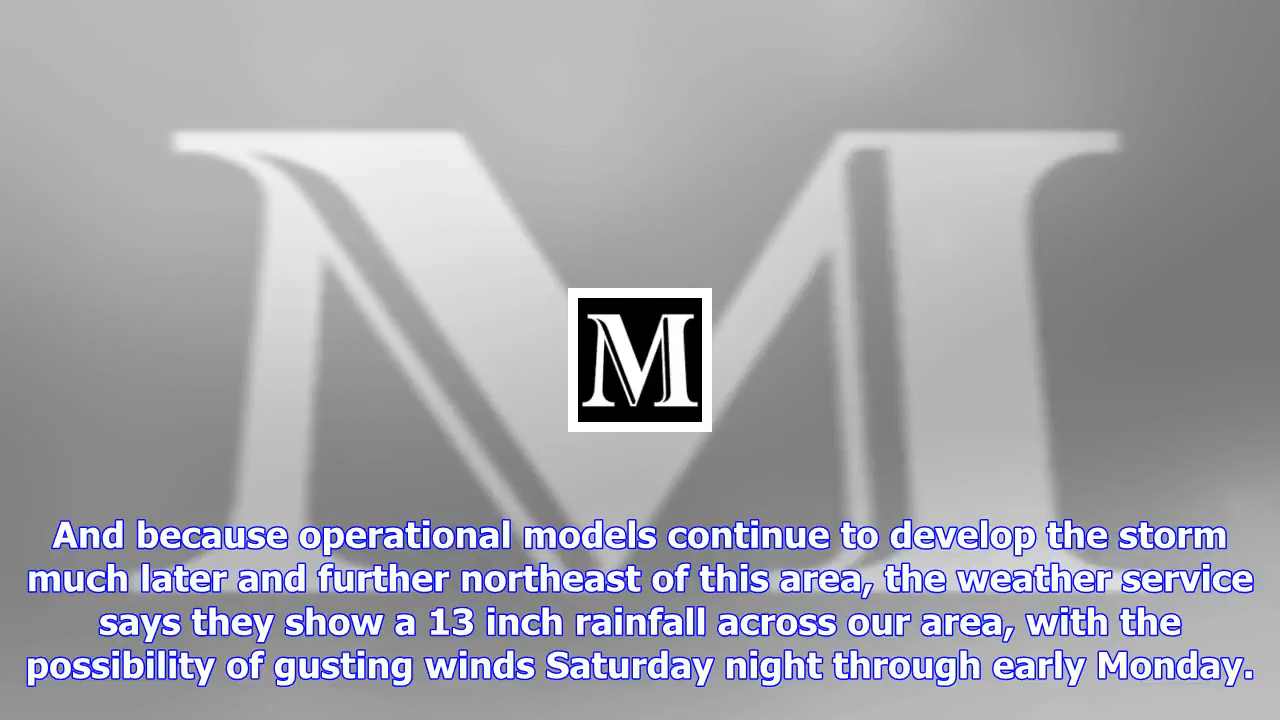 M
And because operational models continue to develop the storm
much later and further northeast of this area, the weather service
says they show a 13 inch rainfall across our area, with the
possibility of gusting winds Saturday night through early Monday.